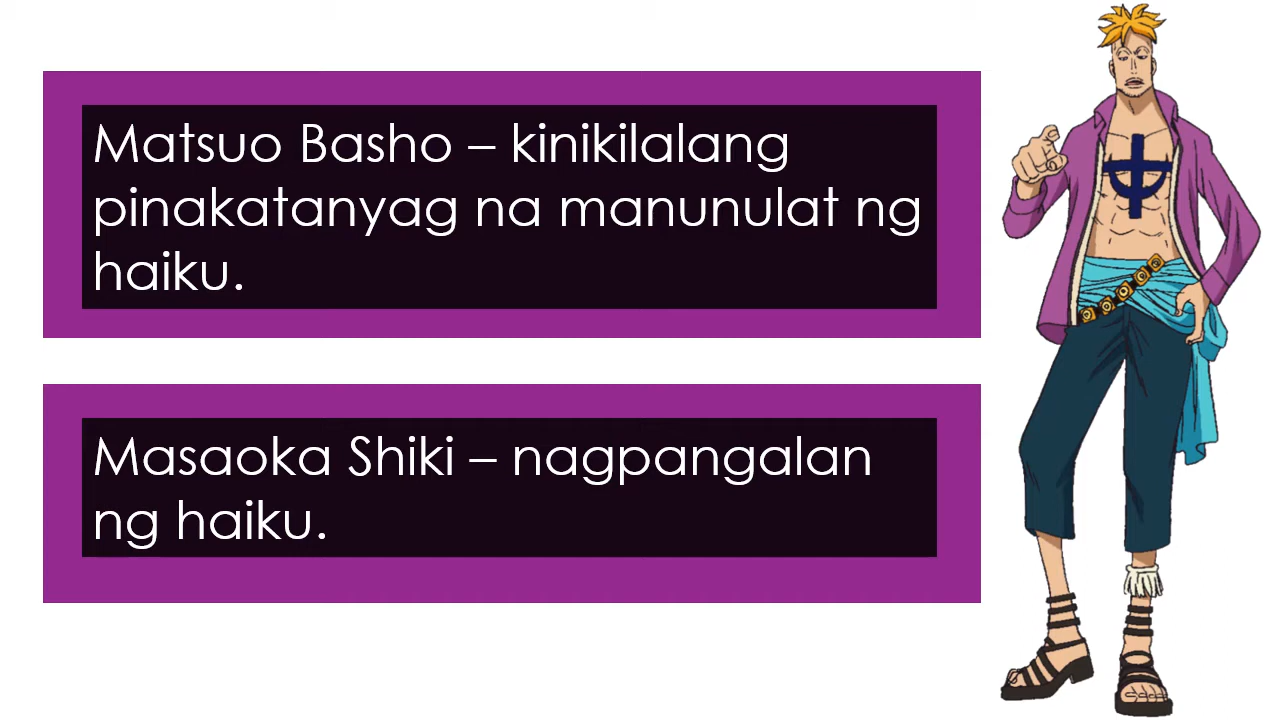 Matsuo Basho – kinikilalang
pinakatanyag na manunulat ng
haiku.
Masaoka Shiki – nagpangalan
ng haiku.